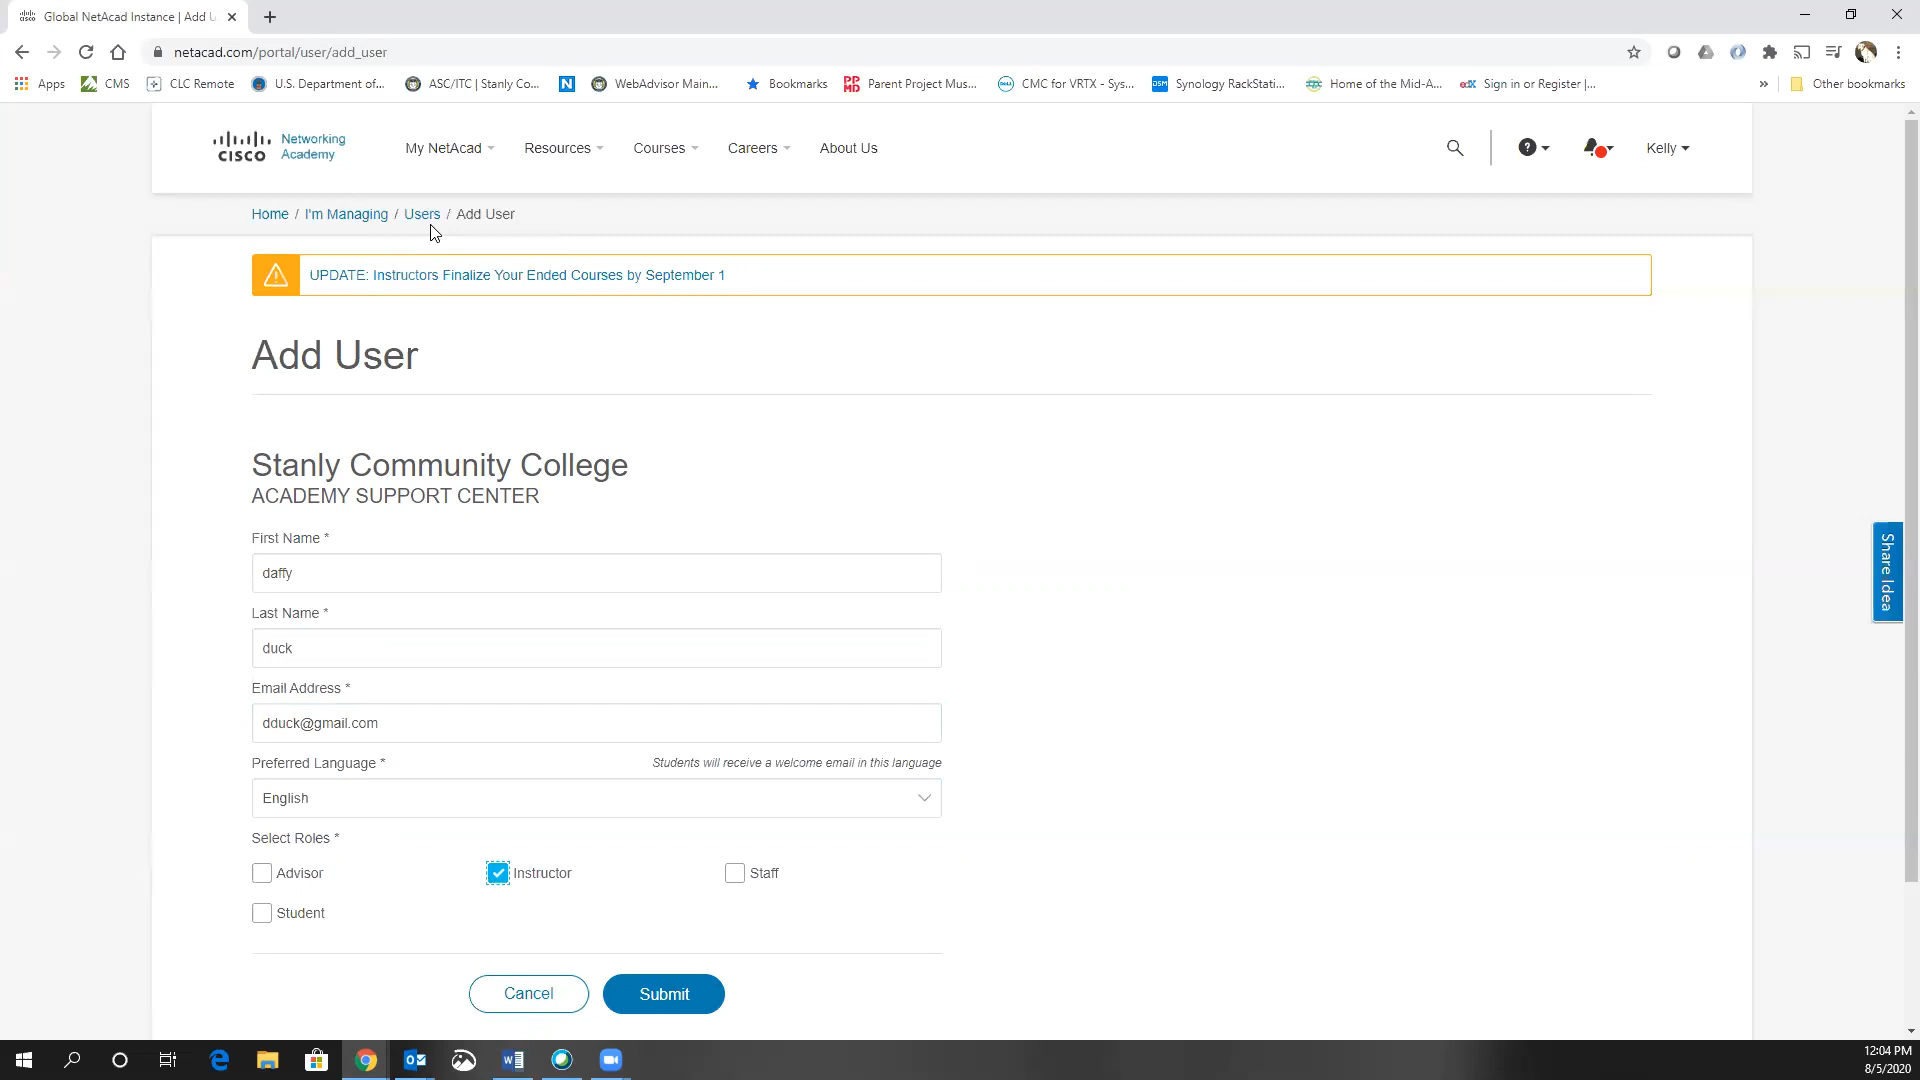 Global NetAcad Instance | Add U
netacad.com/portal/user/add_user
Apps CMS CLC Remote U.S. Department of... ASC/ITC | Stanly Co... N WebAdvisor Main... Bookmarks Parent Project Mus... CMC for VRTX - Sys... DSM Synology RackStati... Home of the Mid-A... edX Sign in or Register |... » Other bookmarks
CISCO Networking Academy My NetAcad Resources Courses Careers About Us Kelly
Home / I'm Managing / Users / Add User
UPDATE: Instructors Finalize Your Ended Courses by September 1
Add User
Stanly Community College
ACADEMY SUPPORT CENTER
First Name *
daffy
Last Name *
duck
Share Idea
Email Address *
dduck@gmail.com
Preferred Language * Students will receive a welcome email in this language
English
Select Roles *
Advisor Instructor Staff
Student
Cancel Submit
12:04 PM
8/5/2020